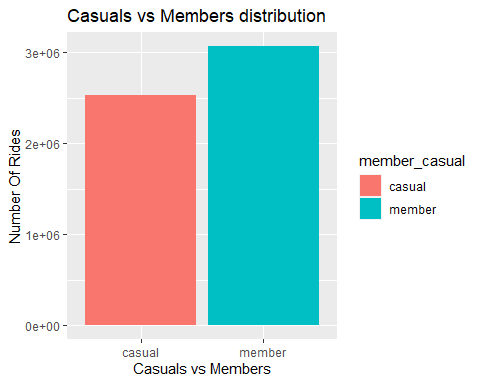 Casuals vs Members distribution
3e+06
2e+06
1e+06
0e+00
Number Of Rides
casual
member
Casuals vs Members
member_casual
casual
member